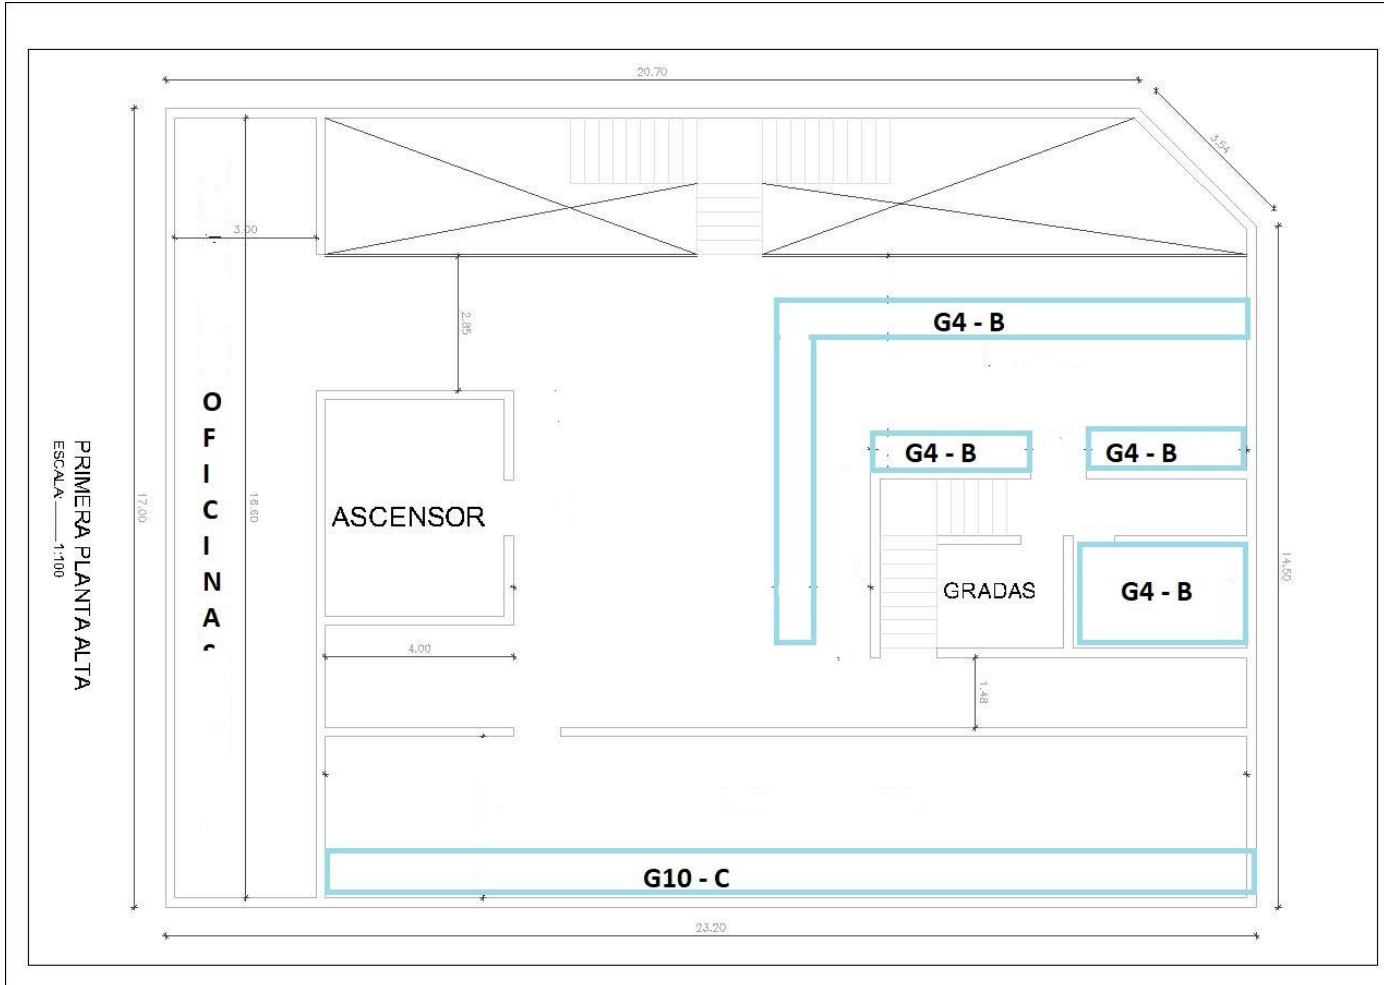 20.70
3.54
3.00
G4 - B
2.85
O
F
I
C
I
N
A
G4 - B
G4 - B
PRIMERA PLANTA ALTA
ESCALA:____1:100
17.00
16.60
ASCENSOR
14.50
GRADAS
G4 - B
4.00
1.48
G10 - C
23.20